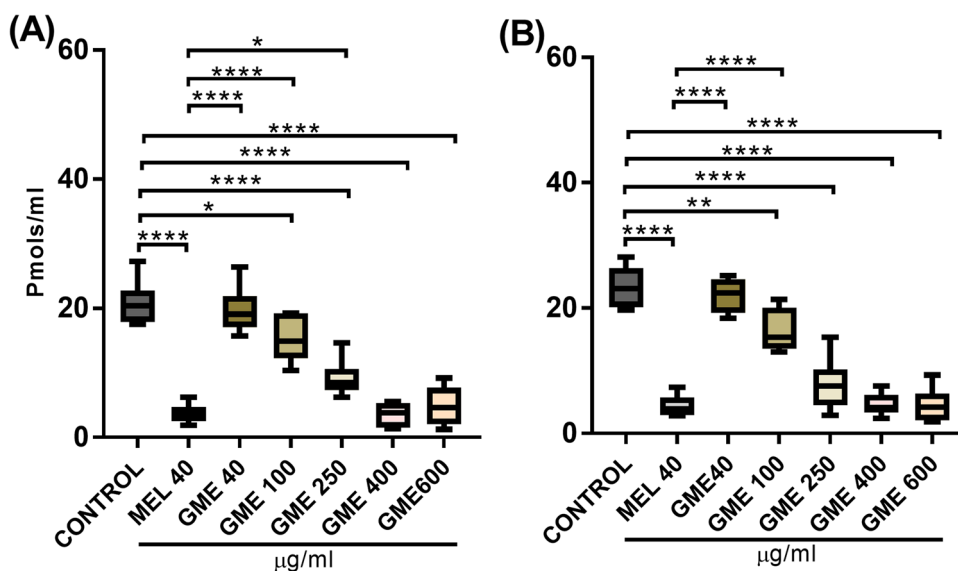 (A)
Pmols/ml
60
40
20
0
*
****
****
****
****
****
*
****
CONTROL
MEL 40
GME 40
GME 100
GME 250
GME 400
GME600
μg/ml
(B)
60
40
20
0
****
****
****
****
****
**
****
CONTROL
MEL 40
GME40
GME 100
GME 250
GME 400
GME 600
μg/ml